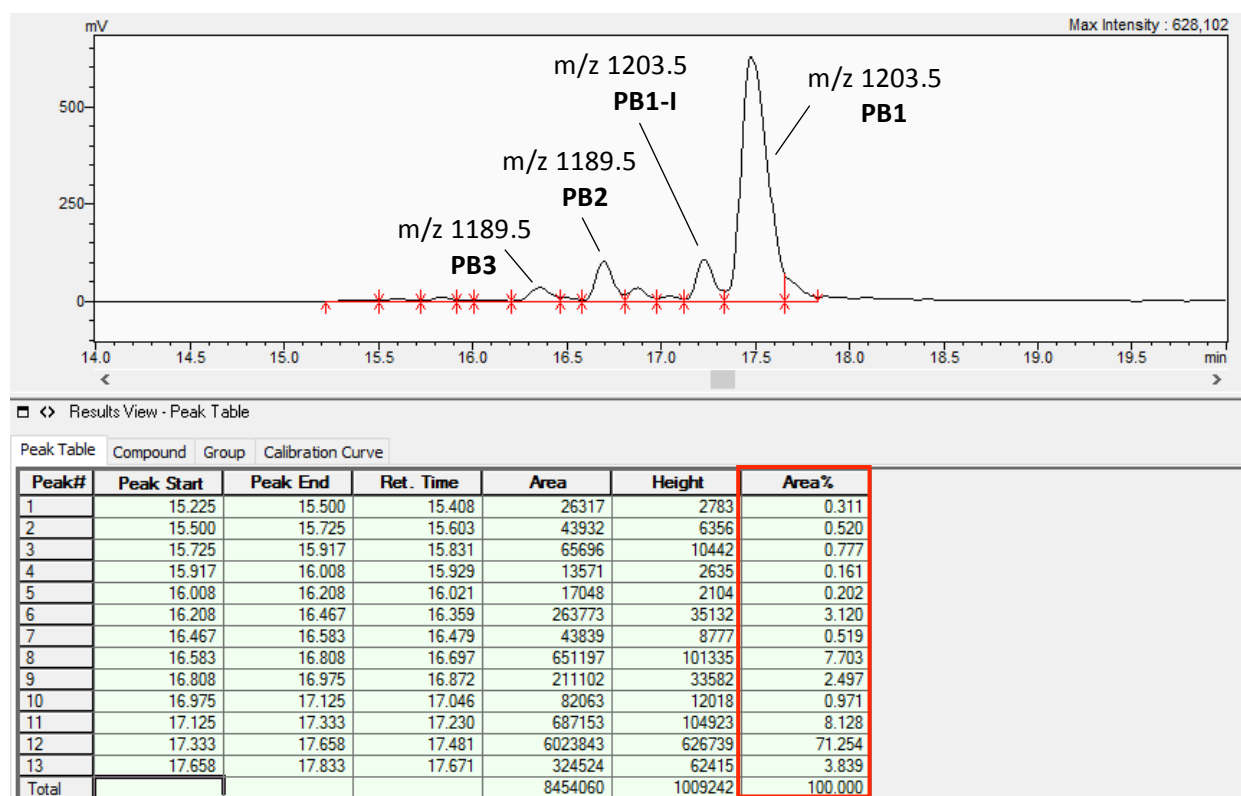 mV
Max Intensity : 628,102
m/z 1203.5
PB1-I
m/z 1203.5
PB1
m/z 1189.5
PB2
m/z 1189.5
PB3
500
250
0
14.0 14.5 15.0 15.5 16.0 16.5 17.0 17.5 18.0 18.5 19.0 19.5 min
Results View - Peak Table
Peak Table Compound Group Calibration Curve
Peak# Peak Start Peak End Ret. Time Area Height Area%
1 15.225 15.500 15.408 26317 2783 0.311
2 15.500 15.725 15.603 43932 6356 0.520
3 15.725 15.917 15.831 65696 10442 0.777
4 15.917 16.008 15.929 13571 2635 0.161
5 16.008 16.208 16.021 17048 2104 0.202
6 16.208 16.467 16.359 263773 35132 3.120
7 16.467 16.583 16.479 43839 8777 0.519
8 16.583 16.808 16.697 651197 101335 7.703
9 16.808 16.975 16.872 211102 33582 2.497
10 16.975 17.125 17.046 82063 12018 0.971
11 17.125 17.333 17.230 687153 104923 8.128
12 17.333 17.658 17.481 6023843 626739 71.254
13 17.658 17.833 17.671 324524 62415 3.839
Total 8454060 1009242 100.000